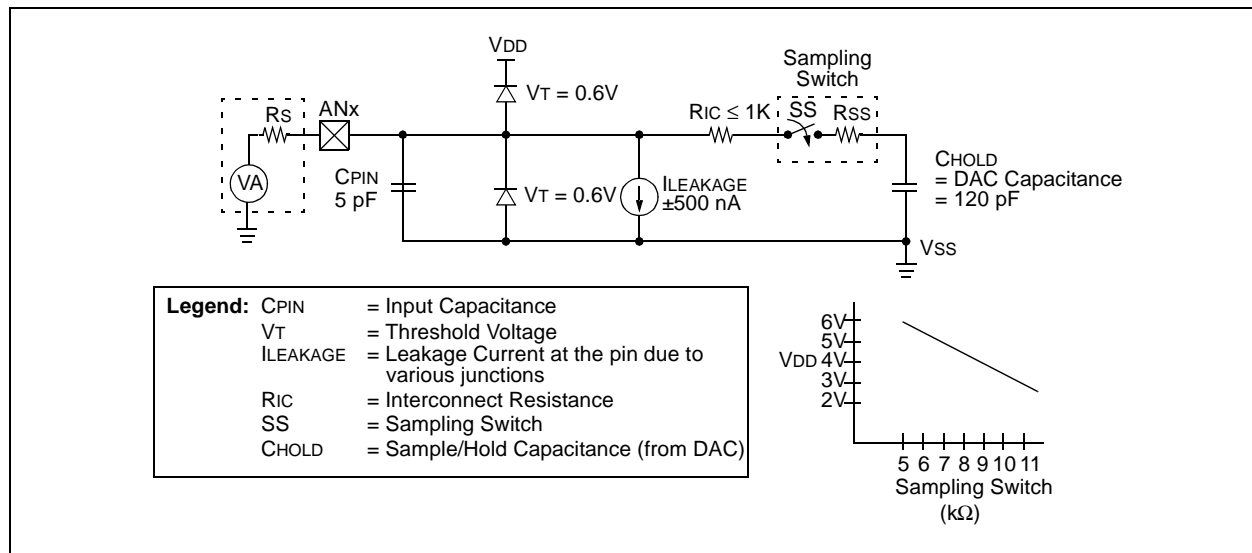 VDD
Sampling
Switch
VT = 0.6V
RS
ANx
RIC ≤ 1K
SS
RSS
VA
CPIN
5 pF
VT = 0.6V
ILEAKAGE
±500 nA
CHOLD
= DAC Capacitance
= 120 pF
VSS
Legend: CPIN = Input Capacitance
VT = Threshold Voltage
ILEAKAGE = Leakage Current at the pin due to
various junctions
RIC = Interconnect Resistance
SS = Sampling Switch
CHOLD = Sample/Hold Capacitance (from DAC)
6V
5V
VDD 4V
3V
2V
5 6 7 8 9 10 11
Sampling Switch
(kΩ)